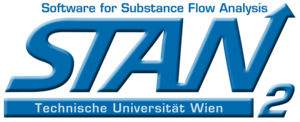 Software for Substance Flow Analysis
STAN
Technische Universität Wien 2